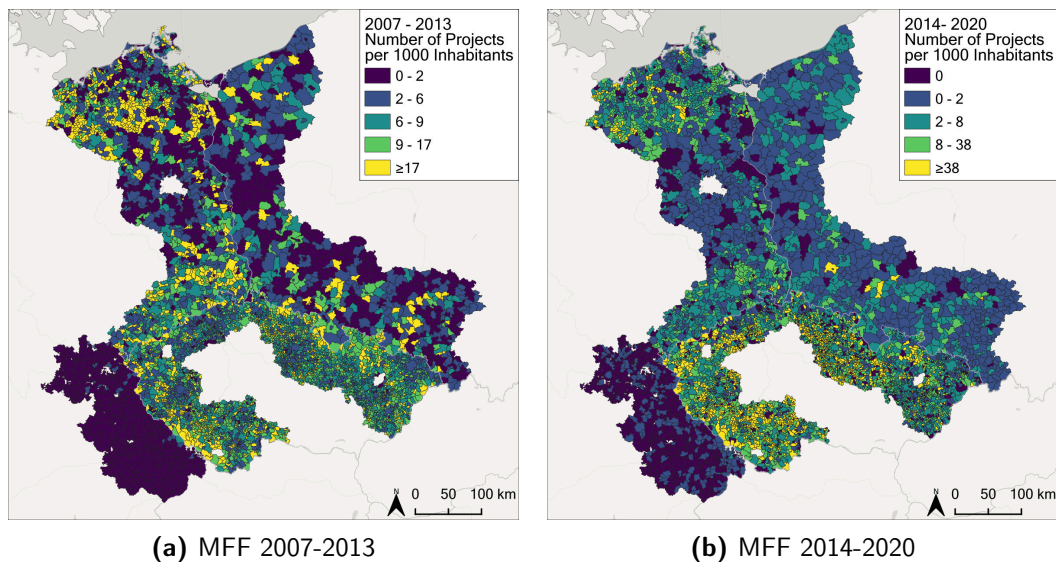 2007 - 2013
Number of Projects
per 1000 Inhabitants
0 - 2
2 - 6
6 - 9
9 - 17
≥17
N
0 50 100 km
(a) MFF 2007-2013
2014- 2020
Number of Projects
per 1000 Inhabitants
0
0 - 2
2 - 8
8 - 38
≥38
N
0 50 100 km
(b) MFF 2014-2020